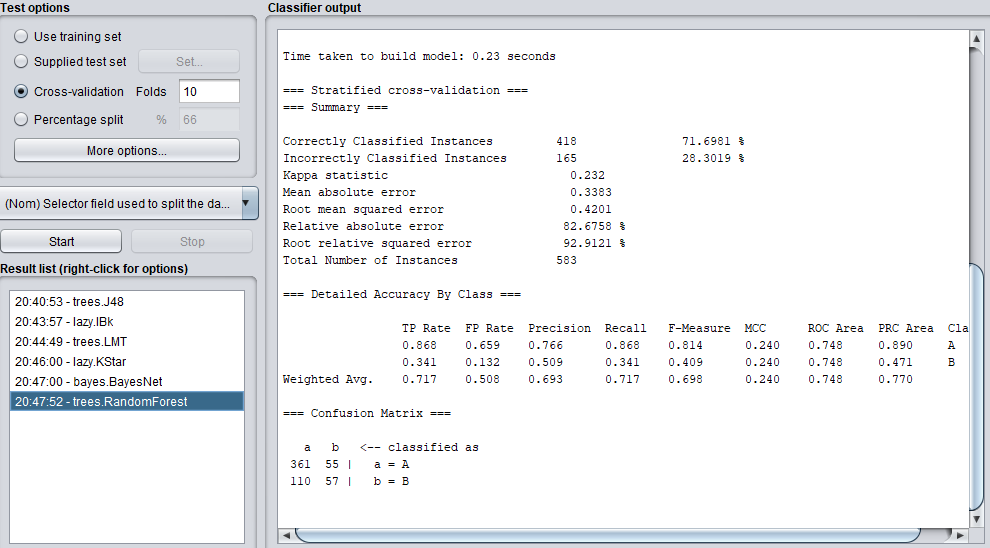 Test options
Use training set
Supplied test set Set...
Cross-validation Folds 10
Percentage split % 66
More options...
(Nom) Selector field used to split the da...
Start Stop
Result list (right-click for options)
20:40:53 - trees.J48
20:43:57 - lazy.IBk
20:44:49 - trees.LMT
20:46:00 - lazy.KStar
20:47:00 - bayes.BayesNet
20:47:52 - trees.RandomForest
Classifier output
Time taken to build model: 0.23 seconds
=== Stratified cross-validation ===
=== Summary ===
Correctly Classified Instances 418 71.6981 %
Incorrectly Classified Instances 165 28.3019 %
Kappa statistic 0.232
Mean absolute error 0.3383
Root mean squared error 0.4201
Relative absolute error 82.6758 %
Root relative squared error 92.9121 %
Total Number of Instances 583
=== Detailed Accuracy By Class ===
TP Rate FP Rate Precision Recall F-Measure MCC ROC Area PRC Area Cla
0.868 0.659 0.766 0.868 0.814 0.240 0.748 0.890 A
0.341 0.132 0.509 0.341 0.409 0.240 0.748 0.471 B
Weighted Avg. 0.717 0.508 0.693 0.717 0.698 0.240 0.748 0.770
=== Confusion Matrix ===
a b <-- classified as
361 55 | a = A
110 57 | b = B